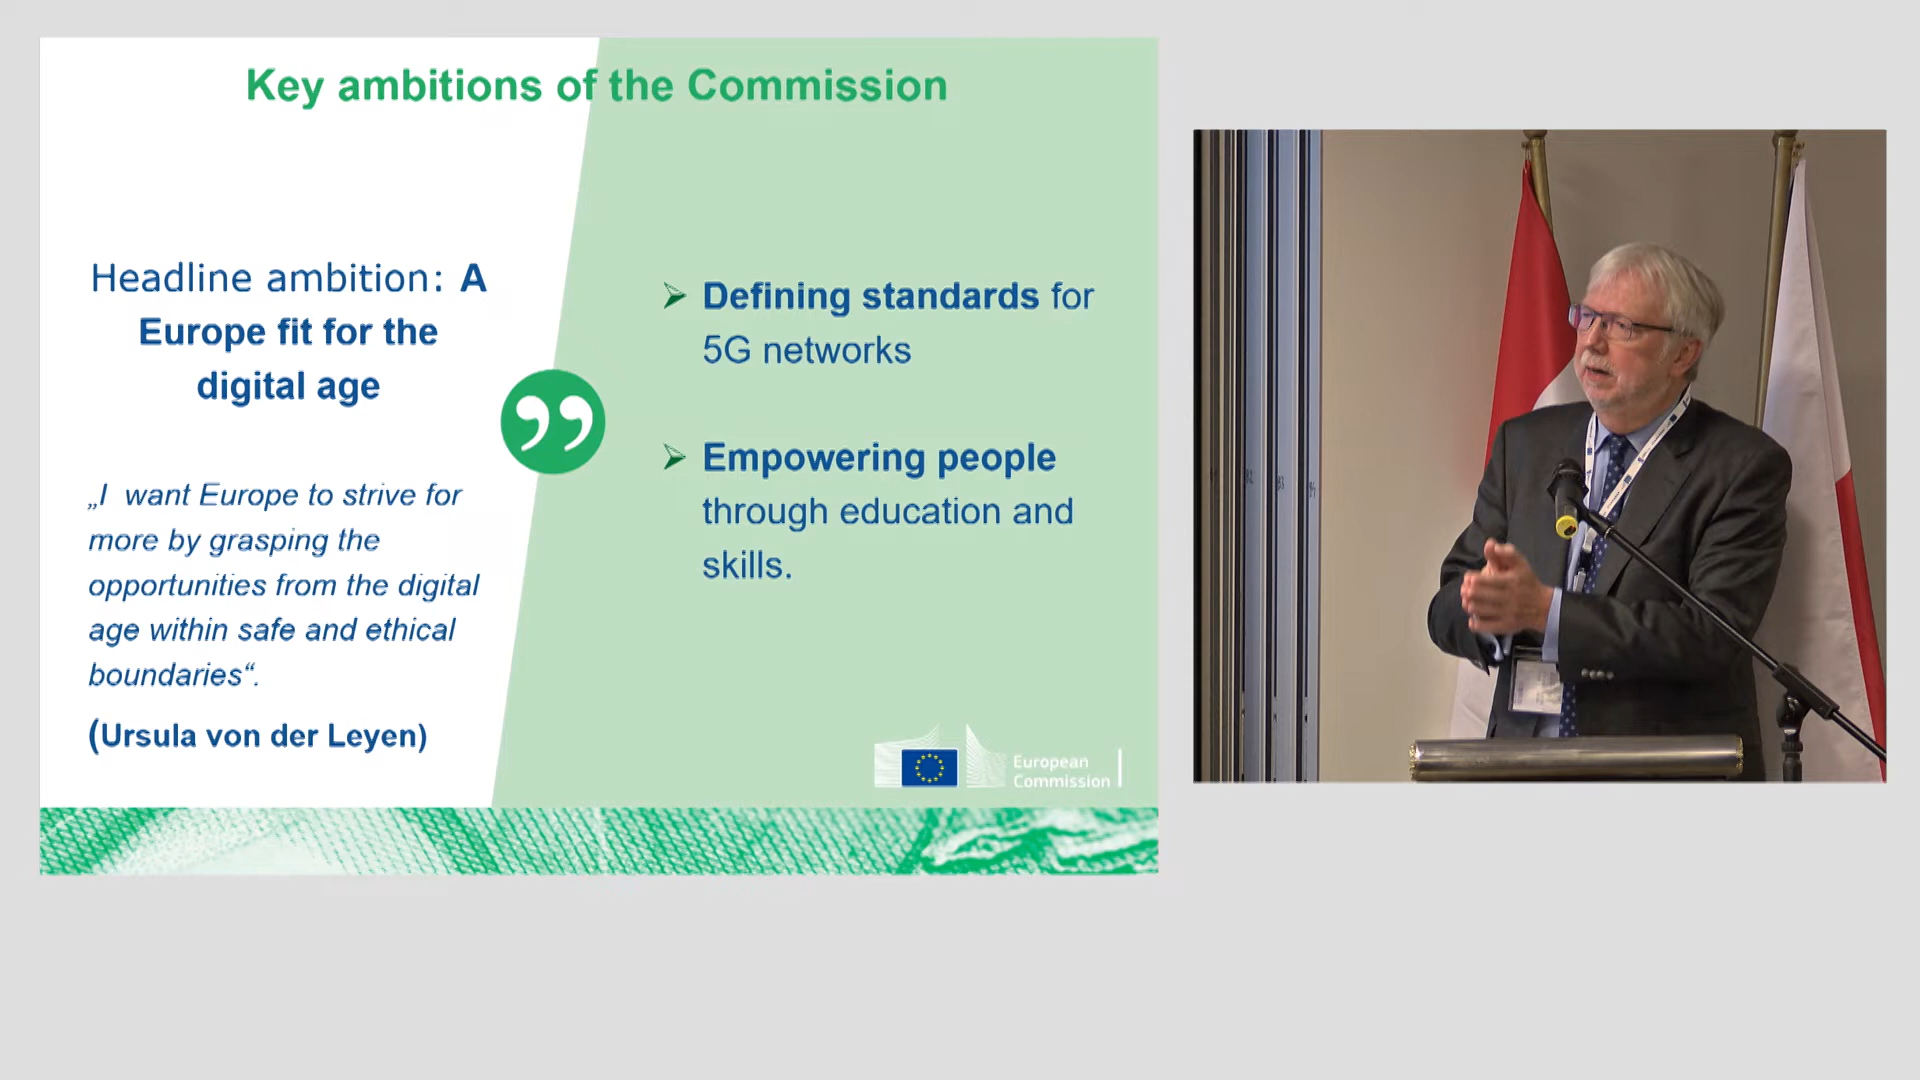 Key ambitions of the Commission
Headline ambition: A
Europe fit for the
digital age
„I want Europe to strive for
more by grasping the
opportunities from the digital
age within safe and ethical
boundaries“.
(Ursula von der Leyen)
➢ Defining standards for
5G networks
➢ Empowering people
through education and
skills.
European
Commission